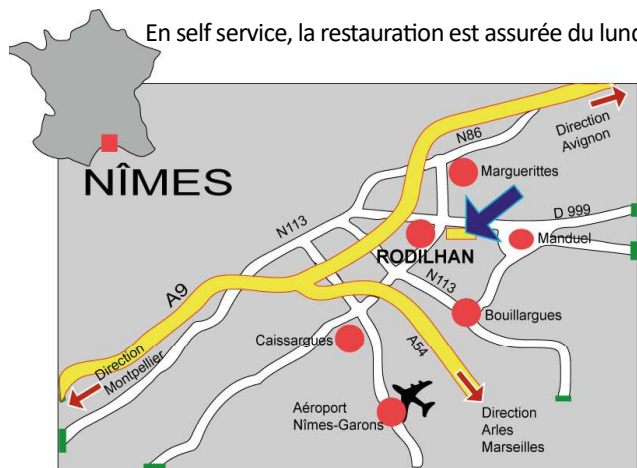 En self service, la restauration est assurée du lund
NÎMES
N86
Direction
Avignon
Marguerittes
D 999
N113
RODILHAN
Manduel
A9
N113
Bouillargues
Direction
Montpellier
Caissargues
A54
Aéroport
Nîmes-Garons
Direction
Arles
Marseilles